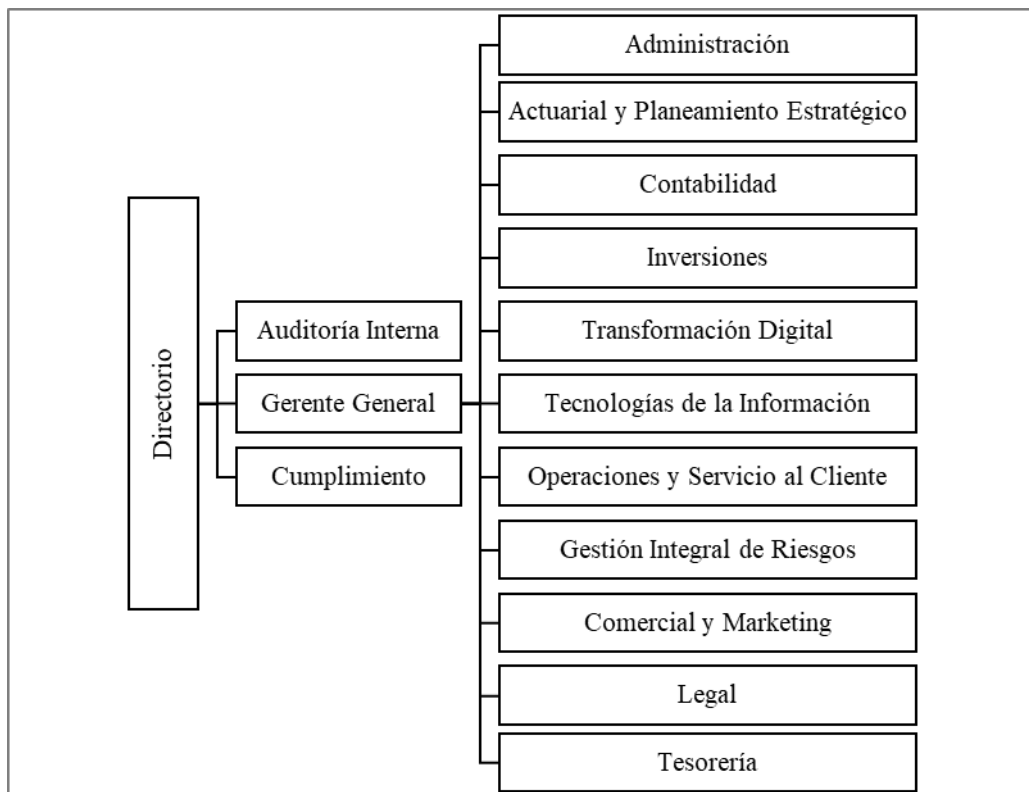 Directorio
Auditoría Interna
Gerente General
Cumplimiento
Administración
Actuarial y Planeamiento Estratégico
Contabilidad
Inversiones
Transformación Digital
Tecnologías de la Información
Operaciones y Servicio al Cliente
Gestión Integral de Riesgos
Comercial y Marketing
Legal
Tesorería